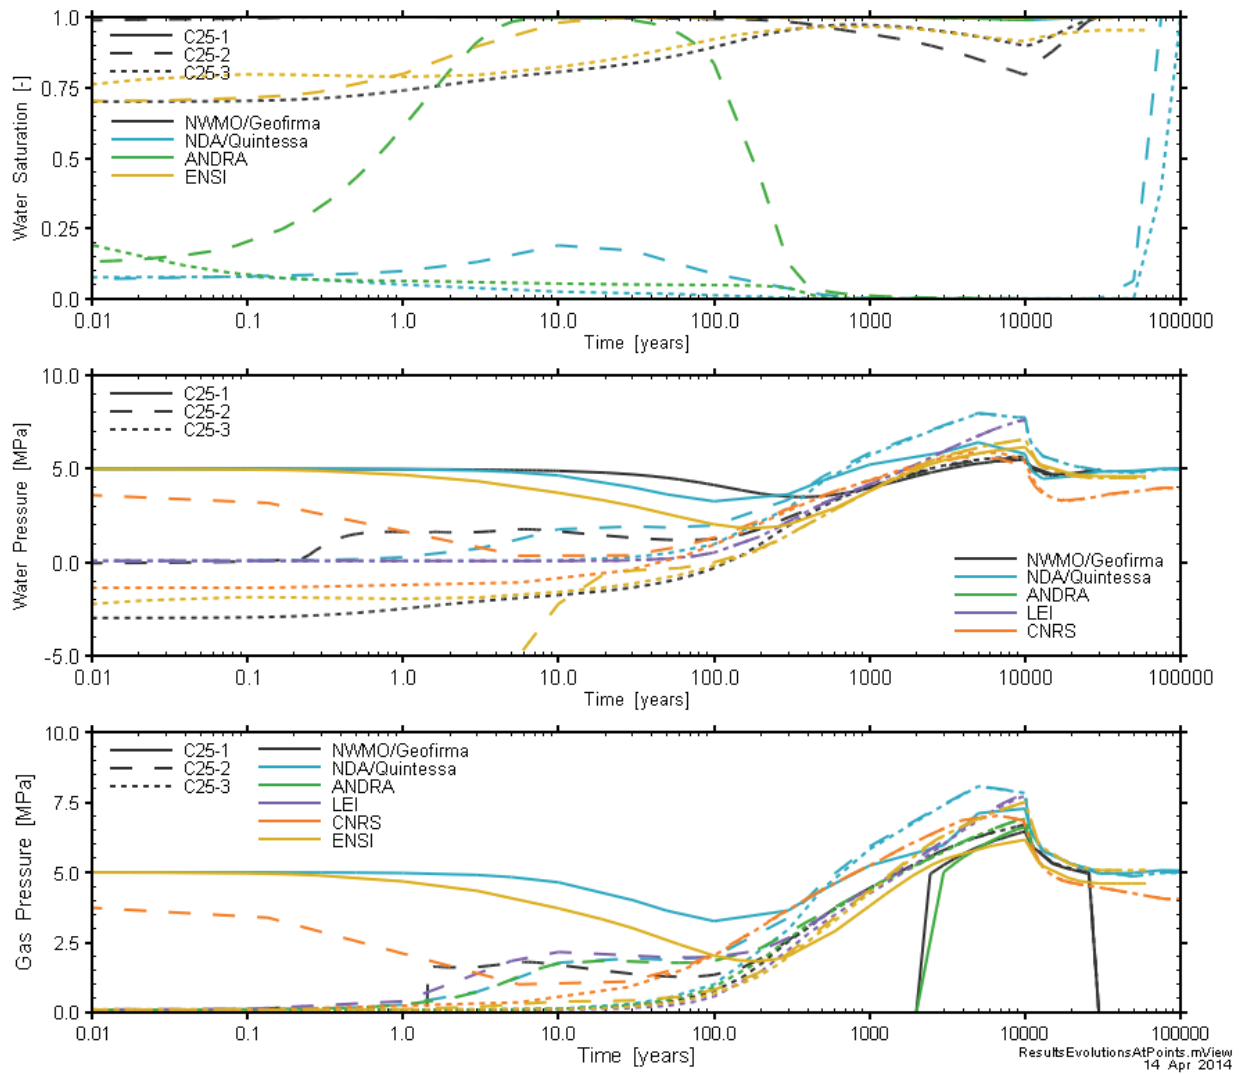 1.0
0.75
0.5
0.25
0.0
Water Saturation [-]
C25-1
C25-2
C25-3
NWMO/Geofirma
NDA/Quintessa
ANDRA
ENSI
0.01 0.1 1.0 10.0 100.0 1000 10000 100000
Time [years]
10.0
5.0
0.0
-5.0
Water Pressure [MPa]
C25-1
C25-2
C25-3
NWMO/Geofirma
NDA/Quintessa
ANDRA
LEI
CNRS
0.01 0.1 1.0 10.0 100.0 1000 10000 100000
Time [years]
10.0
7.5
5.0
2.5
0.0
Gas Pressure [MPa]
C25-1
C25-2
C25-3
NWMO/Geofirma
NDA/Quintessa
ANDRA
LEI
CNRS
ENSI
0.01 0.1 1.0 10.0 100.0 1000 10000 100000
Time [years]
ResultsEvolutionsAtPoints.mView
14 Apr 2014